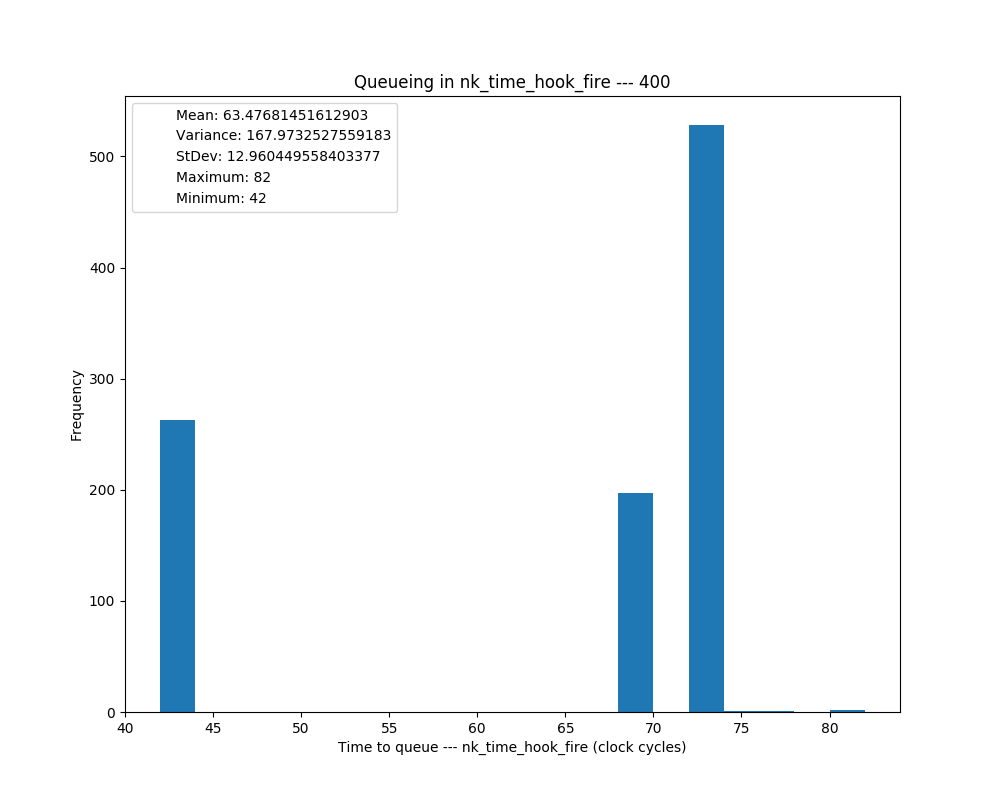 Queueing in nk_time_hook_fire --- 400
Mean: 63.47681451612903
Variance: 167.9732527559183
StDev: 12.960449558403377
Maximum: 82
Minimum: 42
500
400
300
200
100
0
Frequency
40 45 50 55 60 65 70 75 80
Time to queue --- nk_time_hook_fire (clock cycles)